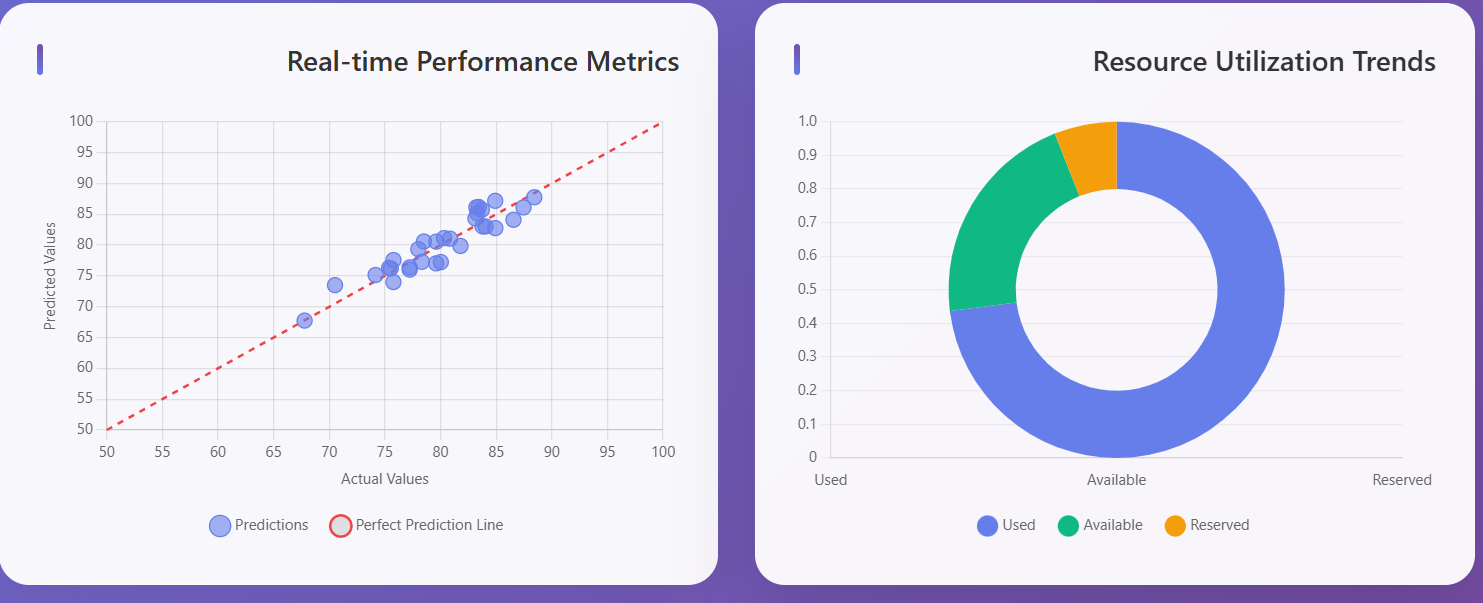 Real-time Performance Metrics
100
95
90
85
80
75
70
65
60
55
50
Predicted Values
50 55 60 65 70 75 80 85 90 95 100
Actual Values
Predictions Perfect Prediction Line
Resource Utilization Trends
1.0
0.9
0.8
0.7
0.6
0.5
0.4
0.3
0.2
0.1
0
Used Available Reserved
Used Available Reserved